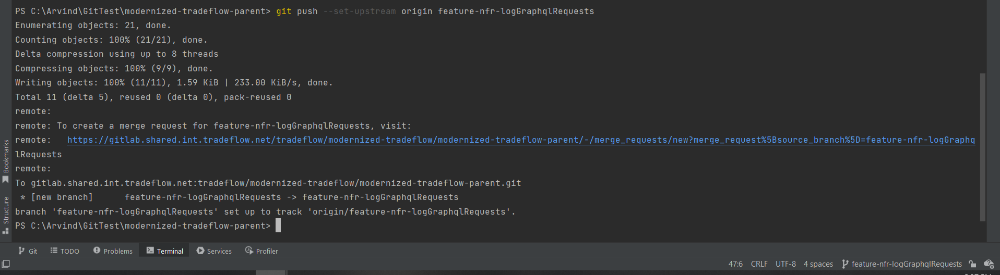 PS C:\Arvind\GitTest\modernized-tradeflow-parent> git push --set-upstream origin feature-nfr-logGraphqlRequests
Enumerating objects: 21, done.
Counting objects: 100% (21/21), done.
Delta compression using up to 8 threads
Compressing objects: 100% (9/9), done.
Writing objects: 100% (11/11), 1.59 KiB | 233.00 KiB/s, done.
Total 11 (delta 5), reused 0 (delta 0), pack-reused 0
remote:
remote: To create a merge request for feature-nfr-logGraphqlRequests, visit:
remote:   https://gitlab.shared.int.tradeflow.net/tradeflow/modernized-tradeflow/modernized-tradeflow-parent/-/merge_requests/new?merge_request%5Bsource_branch%5D=feature-nfr-logGraphq
lRequests
remote:
To gitlab.shared.int.tradeflow.net:tradeflow/modernized-tradeflow/modernized-tradeflow-parent.git
 * [new branch]      feature-nfr-logGraphqlRequests -> feature-nfr-logGraphqlRequests
branch 'feature-nfr-logGraphqlRequests' set up to track 'origin/feature-nfr-logGraphqlRequests'.
PS C:\Arvind\GitTest\modernized-tradeflow-parent>
Bookmarks
Structure
Git TODO Problems Terminal Services Profiler
47:6 CRLF UTF-8 4 spaces feature-nfr-logGraphqlRequests